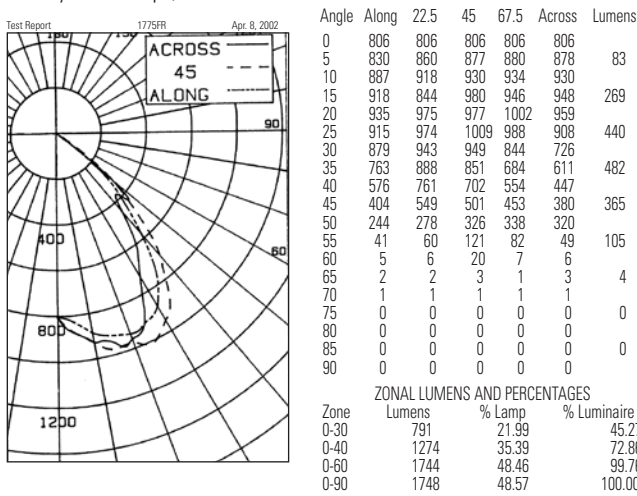 Test Report 1775FR Apr. 8, 2002
ACROSS
45
ALONG
90
60
400
800
1200
Angle Along 22.5 45 67.5 Across Lumens
0 806 806 806 806 806
5 830 860 877 880 878 83
10 887 918 930 934 930
15 918 844 980 946 948 269
20 935 975 977 1002 959
25 915 974 1009 988 908 440
30 879 943 949 844 726
35 763 888 851 684 611 482
40 576 761 702 554 447
45 404 549 501 453 380 365
50 244 278 326 338 320
55 41 60 121 82 49 105
60 5 6 20 7 6
65 2 2 3 1 3 4
70 1 1 1 1 1
75 0 0 0 0 0 0
80 0 0 0 0 0
85 0 0 0 0 0 0
90 0 0 0 0 0
ZONAL LUMENS AND PERCENTAGES
Zone Lumens % Lamp % Luminaire
0-30 791 21.99 45.27
0-40 1274 35.39 72.86
0-60 1744 48.46 99.76
0-90 1748 48.57 100.00